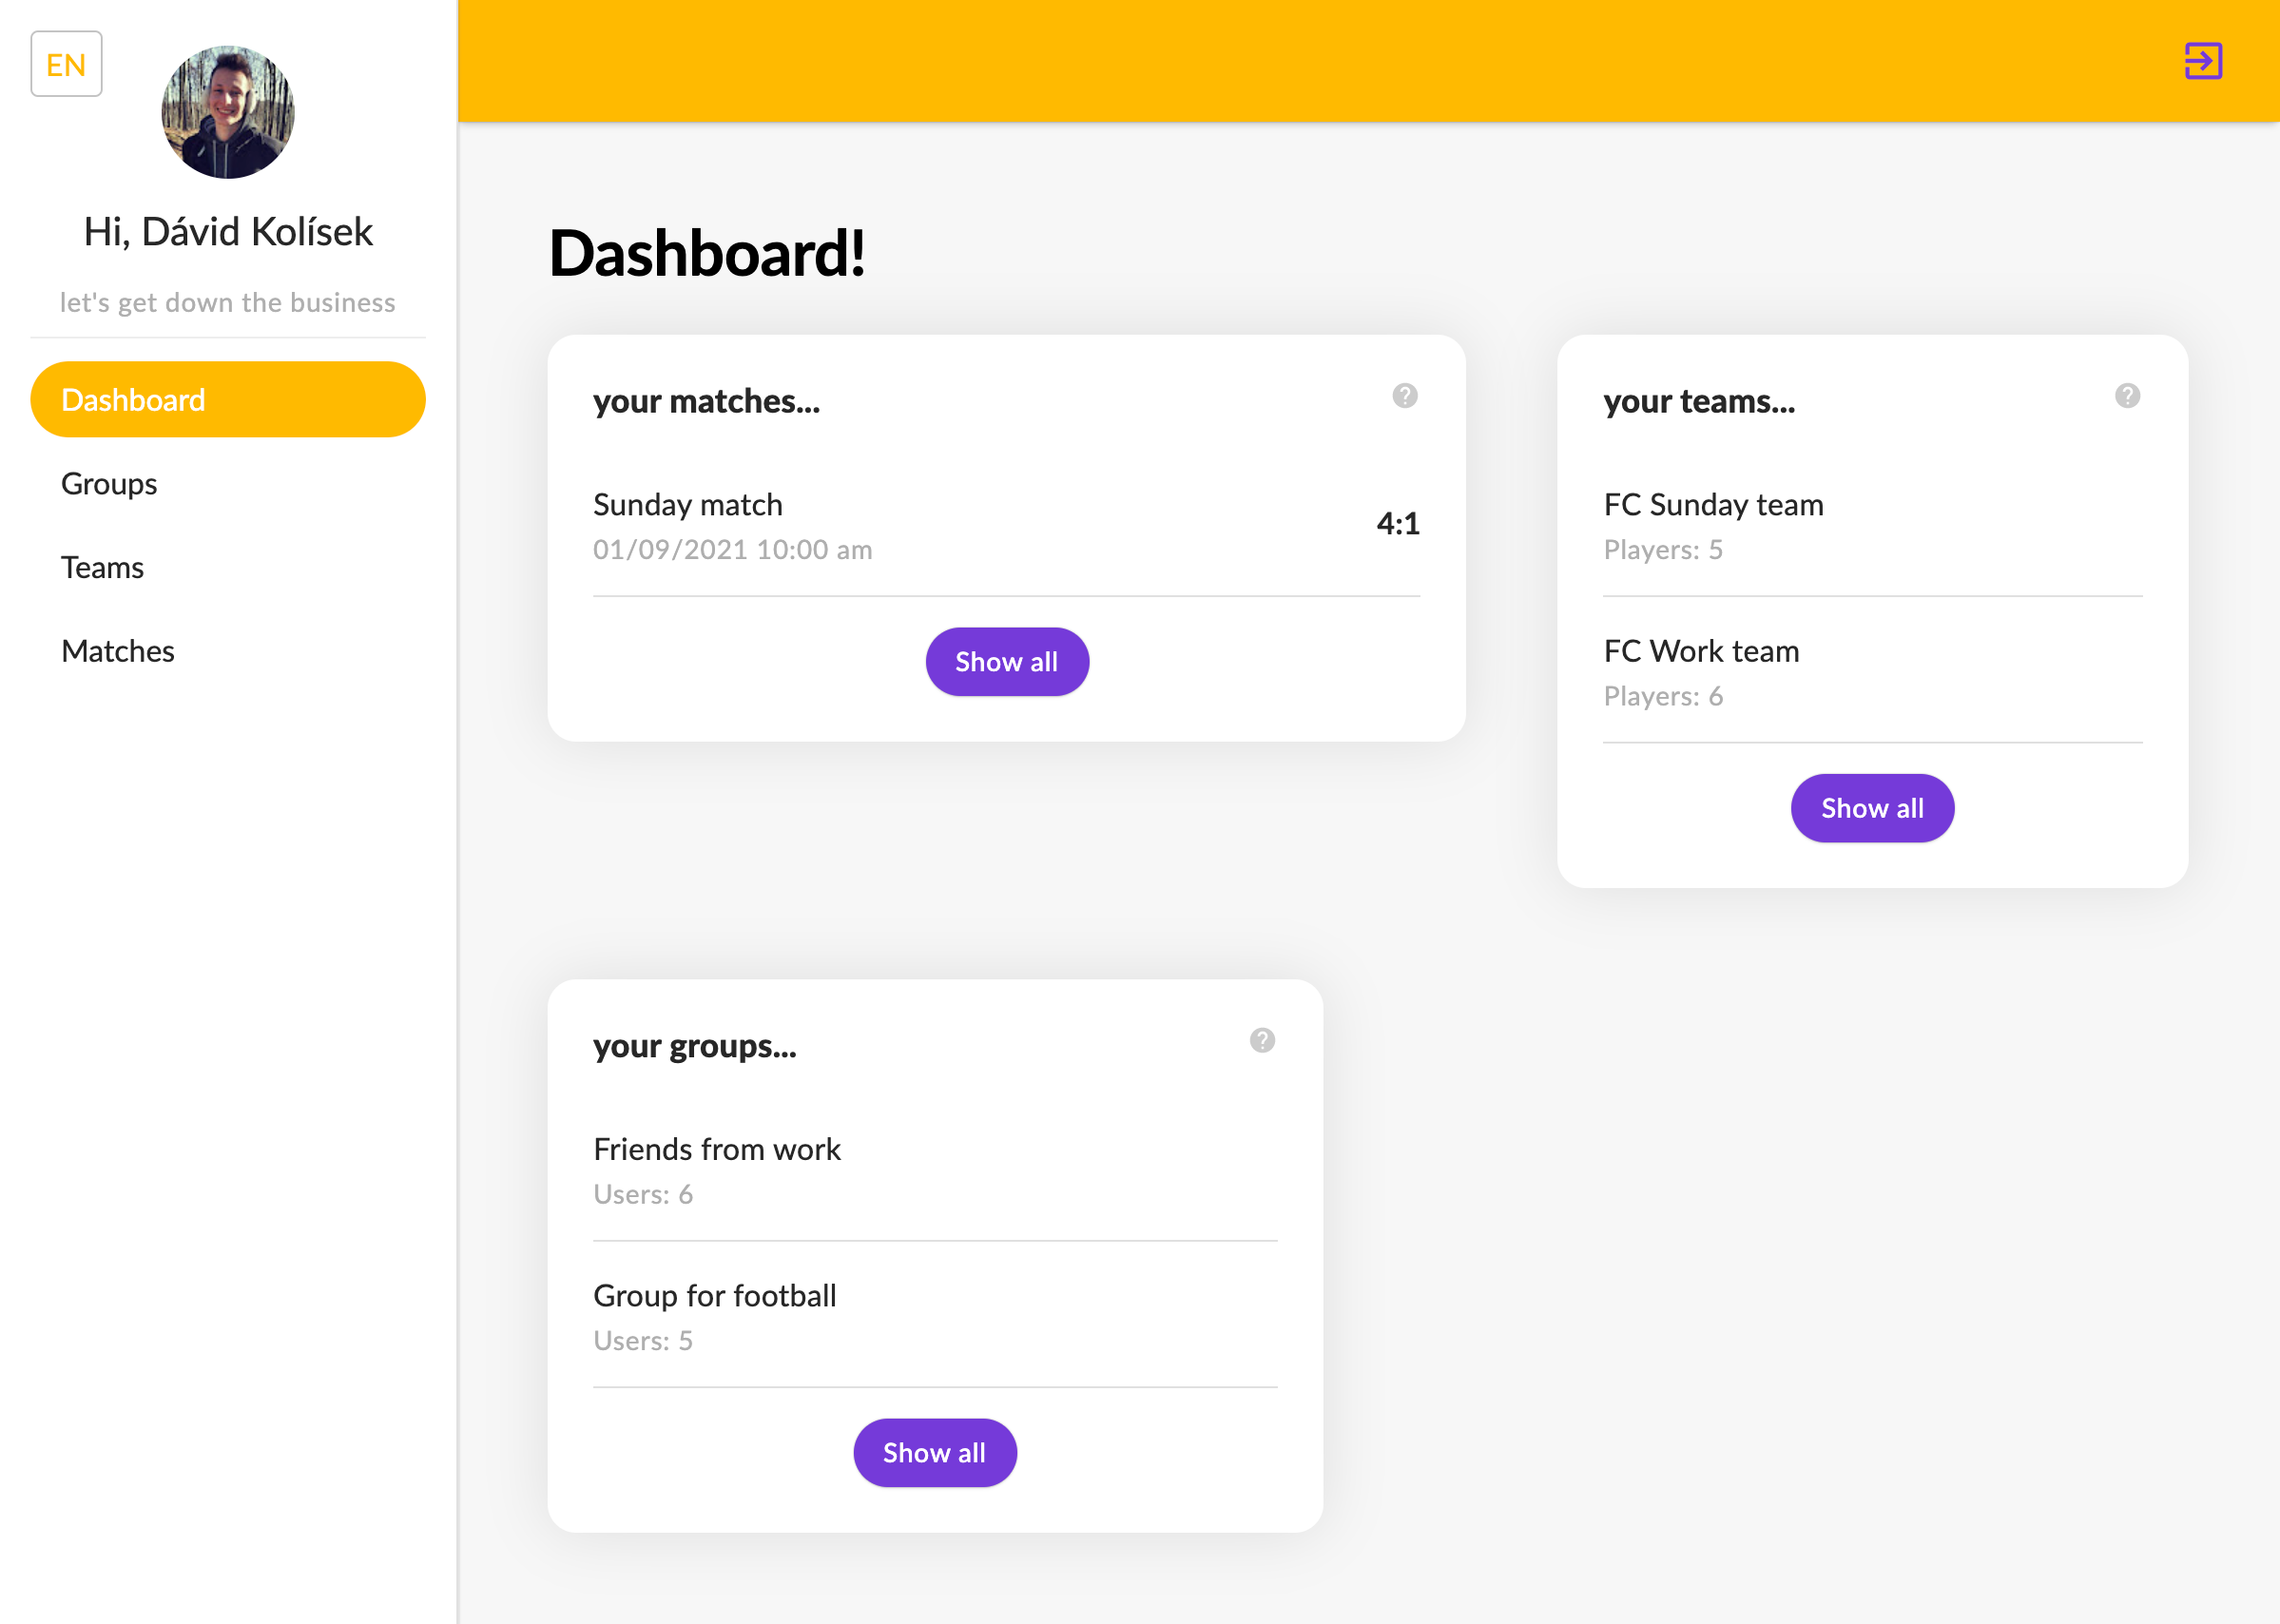 EN
Hi, Dávid Kolísek
let's get down the business
Dashboard
Groups
Teams
Matches
Dashboard!
your matches...
Sunday match
01/09/2021 10:00 am
4:1
Show all
your teams...
FC Sunday team
Players: 5
FC Work team
Players: 6
Show all
your groups...
Friends from work
Users: 6
Group for football
Users: 5
Show all